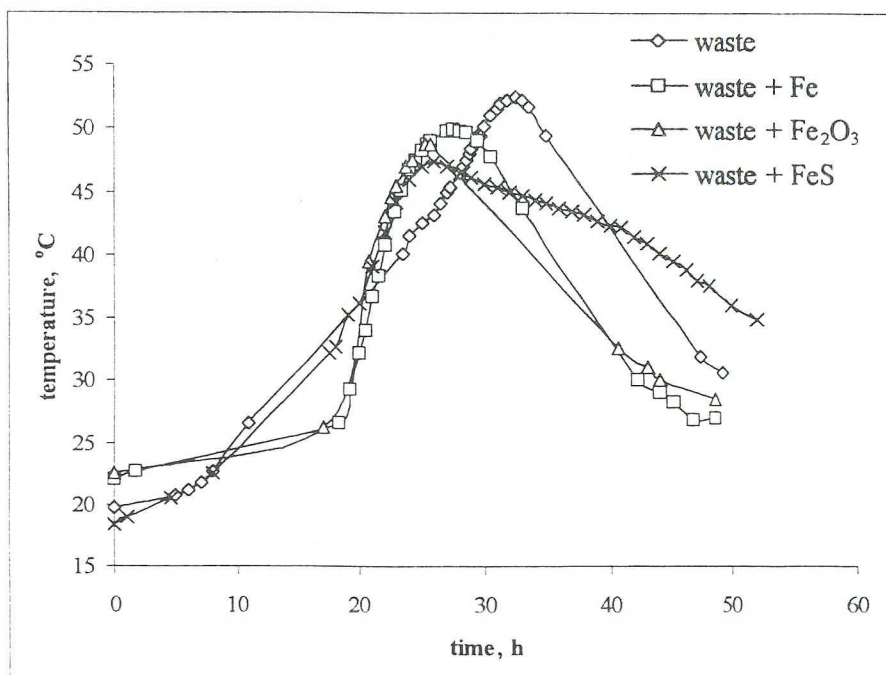 55
50
45
40
35
30
25
20
15
temperature, °C
0 10 20 30 40 50 60
time, h
waste
waste + Fe
waste + Fe₂O₃
waste + FeS